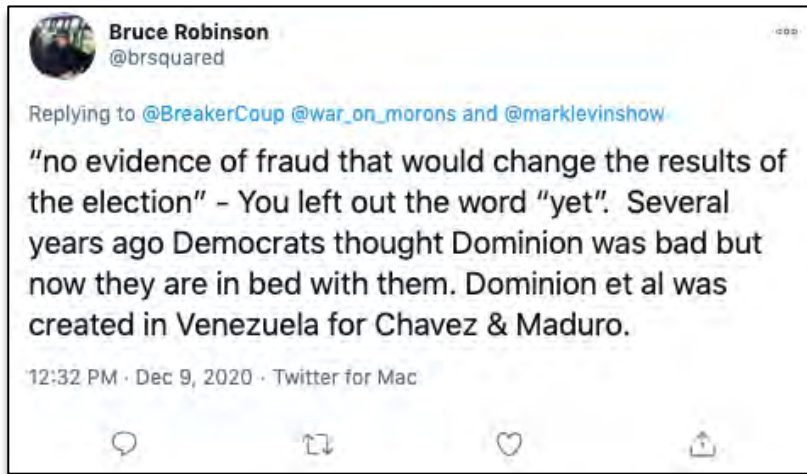 Bruce Robinson
@brsquared
Replying to @BreakerCoup @war_on_morons and @marklevinshow
“no evidence of fraud that would change the results of
the election” – You left out the word “yet”.  Several
years ago Democrats thought Dominion was bad but
now they are in bed with them. Dominion et al was
created in Venezuela for Chavez & Maduro.
12:32 PM · Dec 9, 2020 · Twitter for Mac